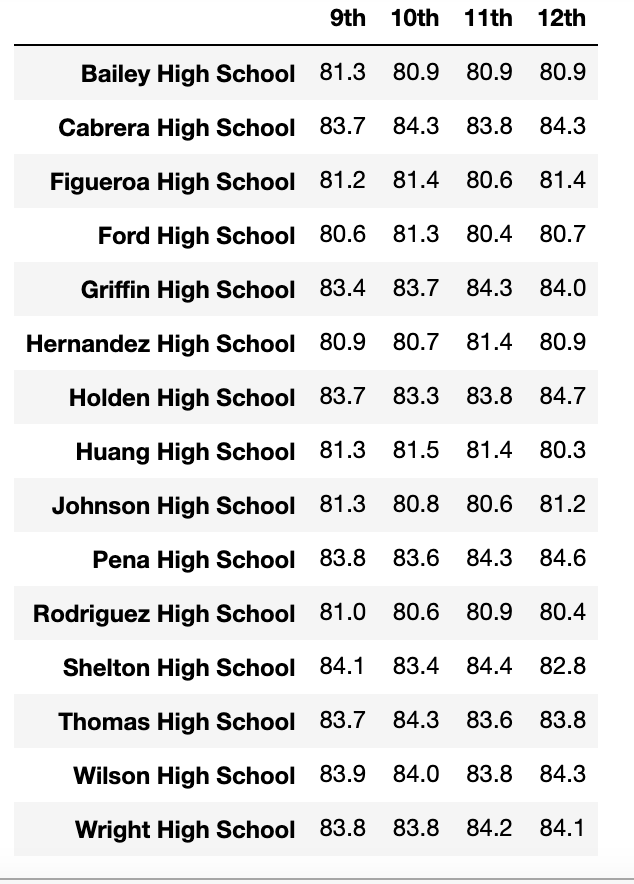 9th 10th 11th 12th
Bailey High School 81.3 80.9 80.9 80.9
Cabrera High School 83.7 84.3 83.8 84.3
Figueroa High School 81.2 81.4 80.6 81.4
Ford High School 80.6 81.3 80.4 80.7
Griffin High School 83.4 83.7 84.3 84.0
Hernandez High School 80.9 80.7 81.4 80.9
Holden High School 83.7 83.3 83.8 84.7
Huang High School 81.3 81.5 81.4 80.3
Johnson High School 81.3 80.8 80.6 81.2
Pena High School 83.8 83.6 84.3 84.6
Rodriguez High School 81.0 80.6 80.9 80.4
Shelton High School 84.1 83.4 84.4 82.8
Thomas High School 83.7 84.3 83.6 83.8
Wilson High School 83.9 84.0 83.8 84.3
Wright High School 83.8 83.8 84.2 84.1